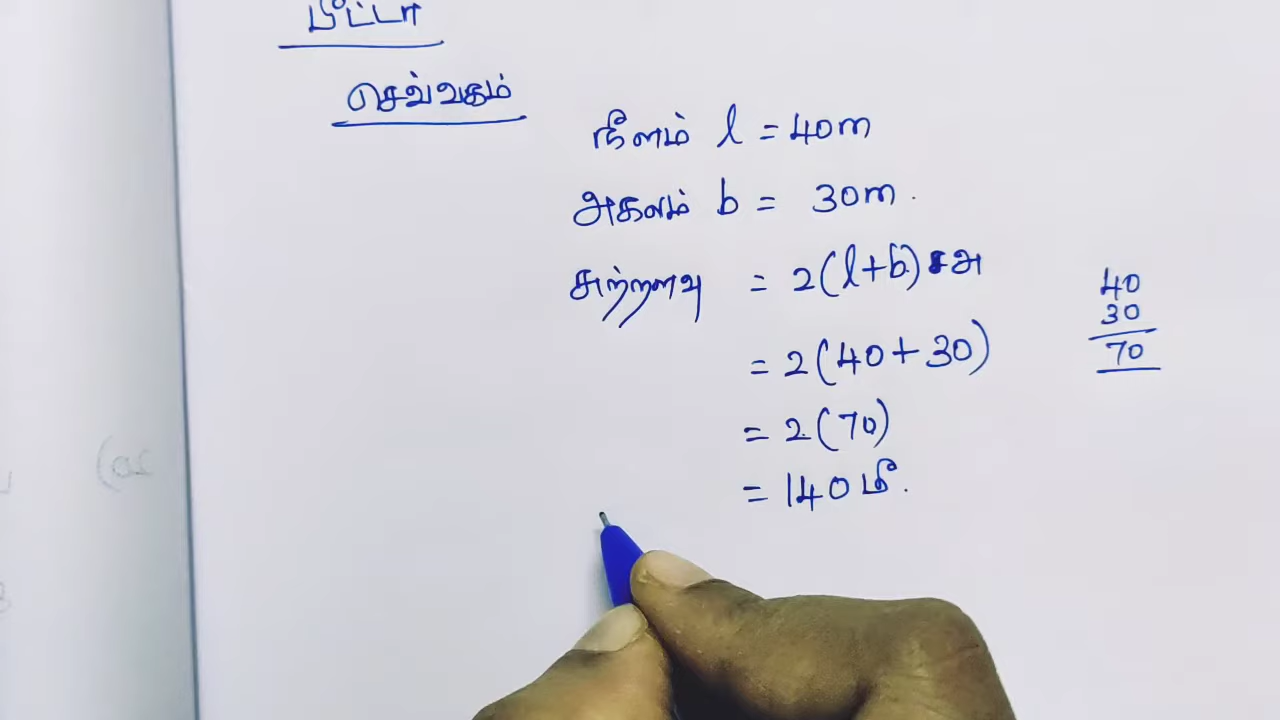 மீட்டா
செவ்வகம்
நீளம் l = 40m
அகலம் b = 30m.
சுற்றளவு = 2(l+b) ச அ
= 2(40+30)
= 2(70)
= 140 மீ.
40
30
70